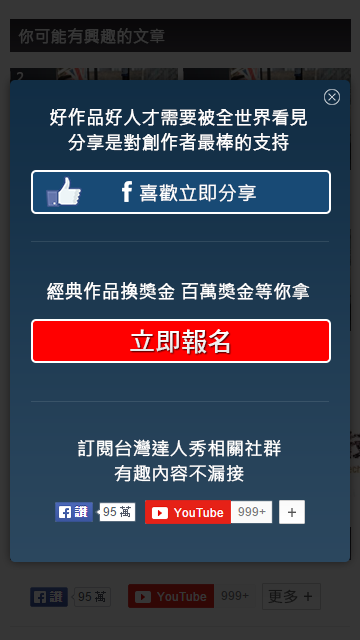 你可能有興趣的文章
2
好作品好人才需要被全世界看見
分享是對創作者最棒的支持
f 喜歡立即分享
經典作品換獎金 百萬獎金等你拿
立即報名
訂閱台灣達人秀相關社群
有趣內容不漏接
讚 95 萬 YouTube 999+ +
讚 95 萬 YouTube 999+ 更多 +